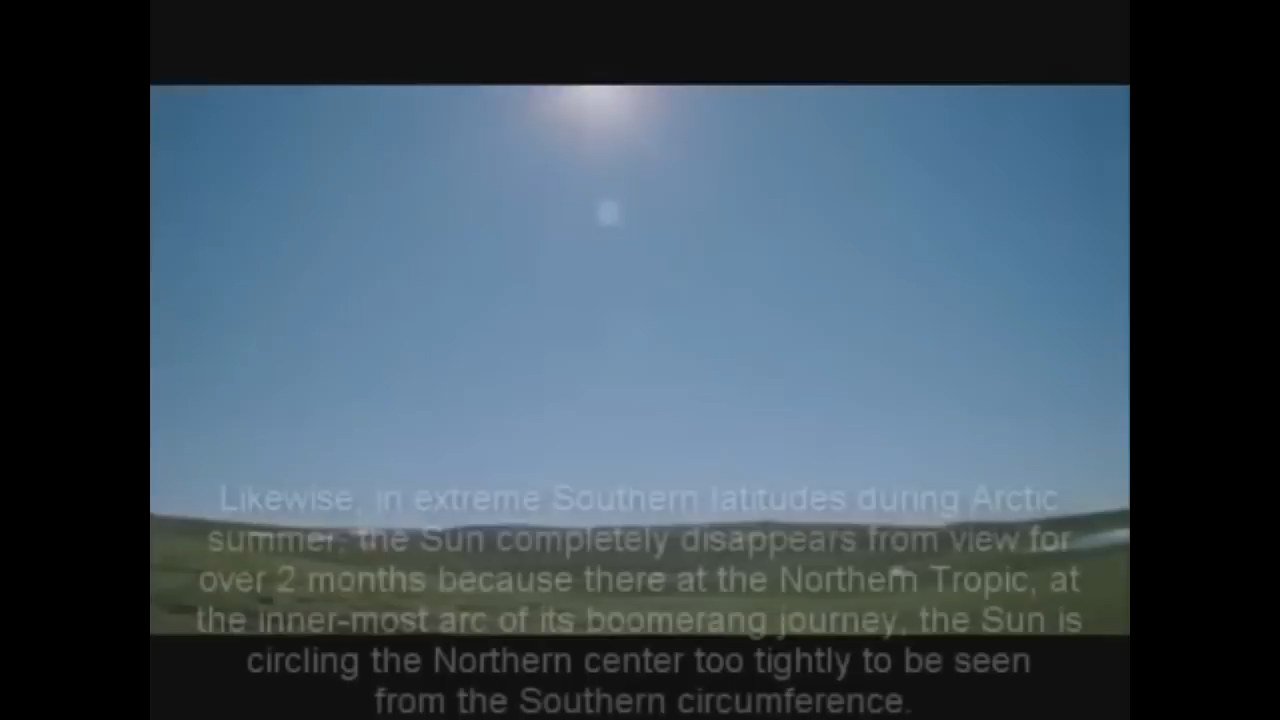 Likewise, in extreme Southern latitudes during Arctic
summer, the Sun completely disappears from view for
over 2 months because there at the Northern Tropic, at
the inner-most arc of its boomerang journey, the Sun is
circling the Northern center too tightly to be seen
from the Southern circumference.